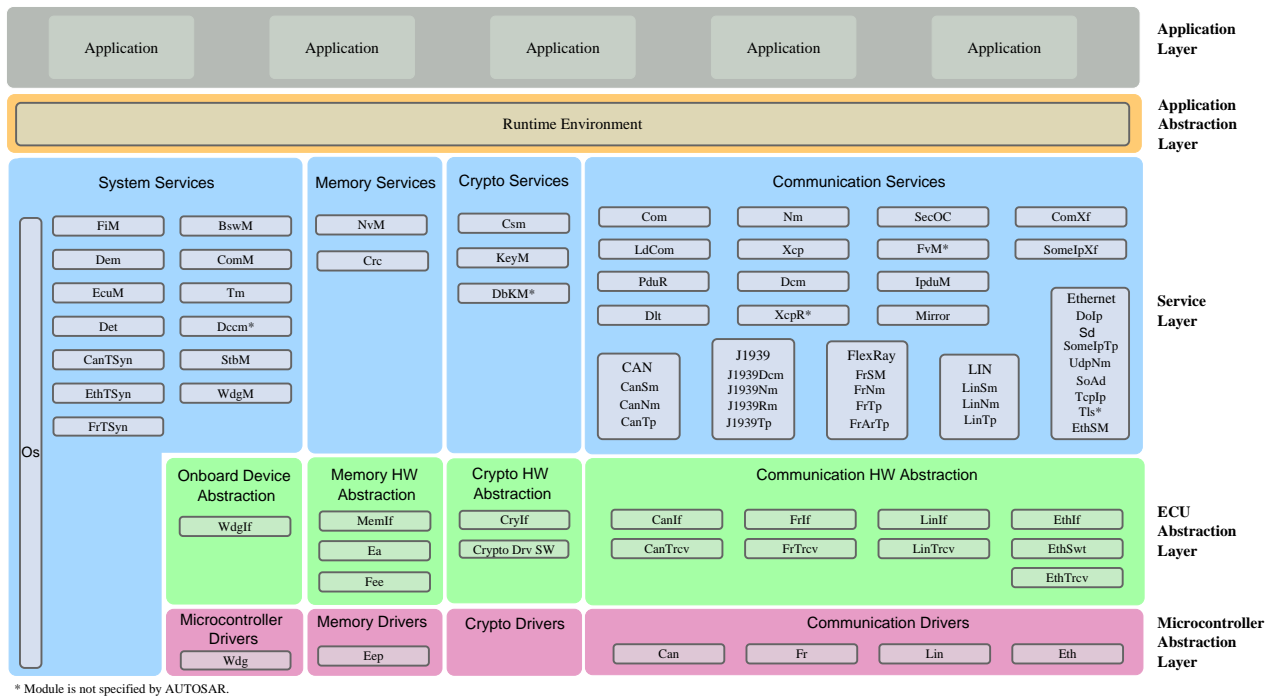 Application
Application
Application
Application
Application
Application
Layer
Runtime Environment
Application
Abstraction
Layer
System Services
FiM
BswM
Dem
ComM
EcuM
Tm
Det
Dccm*
CanTSyn
StbM
EthTSyn
WdgM
FrTSyn
Os
Memory Services
NvM
Crc
Crypto Services
Csm
KeyM
DbKM*
Communication Services
Com
Nm
SecOC
ComXf
LdCom
Xcp
FvM*
SomeIpXf
PduR
Dcm
IpduM
Dlt
XcpR*
Mirror
CAN
CanSm
CanNm
CanTp
J1939
J1939Dcm
J1939Nm
J1939Rm
J1939Tp
FlexRay
FrSM
FrNm
FrTp
FrArTp
LIN
LinSm
LinNm
LinTp
Ethernet
DoIp
Sd
SomeIpTp
UdpNm
SoAd
TcpIp
Tls*
EthSM
Service
Layer
Onboard Device
Abstraction
WdgIf
Memory HW
Abstraction
MemIf
Ea
Fee
Crypto HW
Abstraction
CryIf
Crypto Drv SW
Communication HW Abstraction
CanIf
FrIf
LinIf
EthIf
CanTrcv
FrTrcv
LinTrcv
EthSwt
EthTrcv
ECU
Abstraction
Layer
Microcontroller
Drivers
Wdg
Memory Drivers
Eep
Crypto Drivers
Communication Drivers
Can
Fr
Lin
Eth
Microcontroller
Abstraction
Layer
* Module is not specified by AUTOSAR.